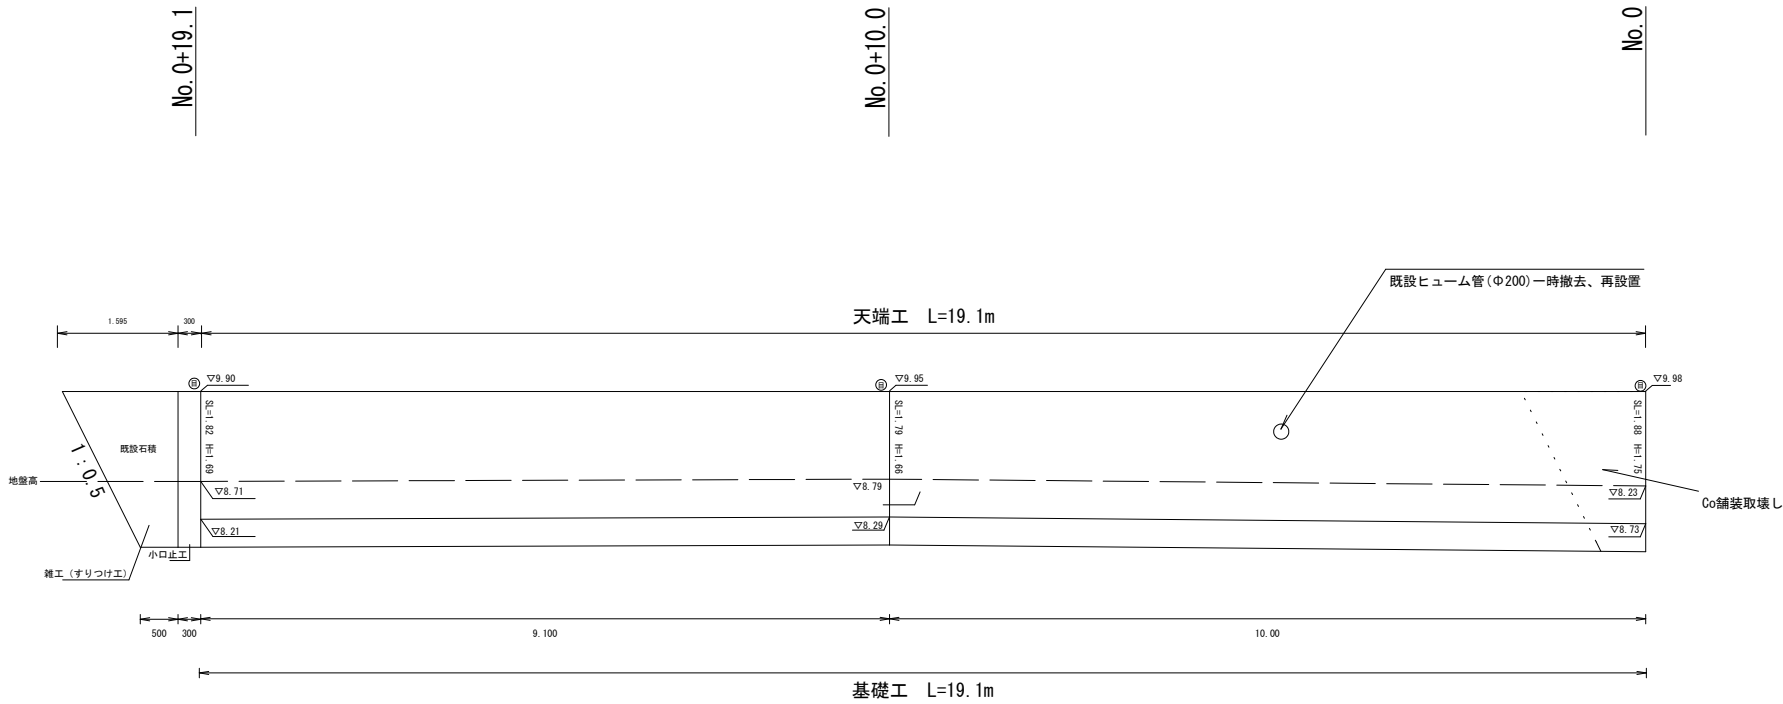 No.0+19.1
No.0+10.0
No.0
既設ヒューム管(Φ200)一時撤去、再設置
1.595
300
天端工 L=19.1m
目
▽9.90
目
▽9.95
目
▽9.98
SL=1.82 H=1.69
SL=1.79 H=1.66
SL=1.88 H=1.75
既設石積
1:0.5
地盤高
▽8.71
▽8.79
▽8.23
Co舗装取壊し
▽8.21
▽8.29
▽8.73
小口止工
雑工(すりつけ工)
500
300
9.100
10.00
基礎工 L=19.1m